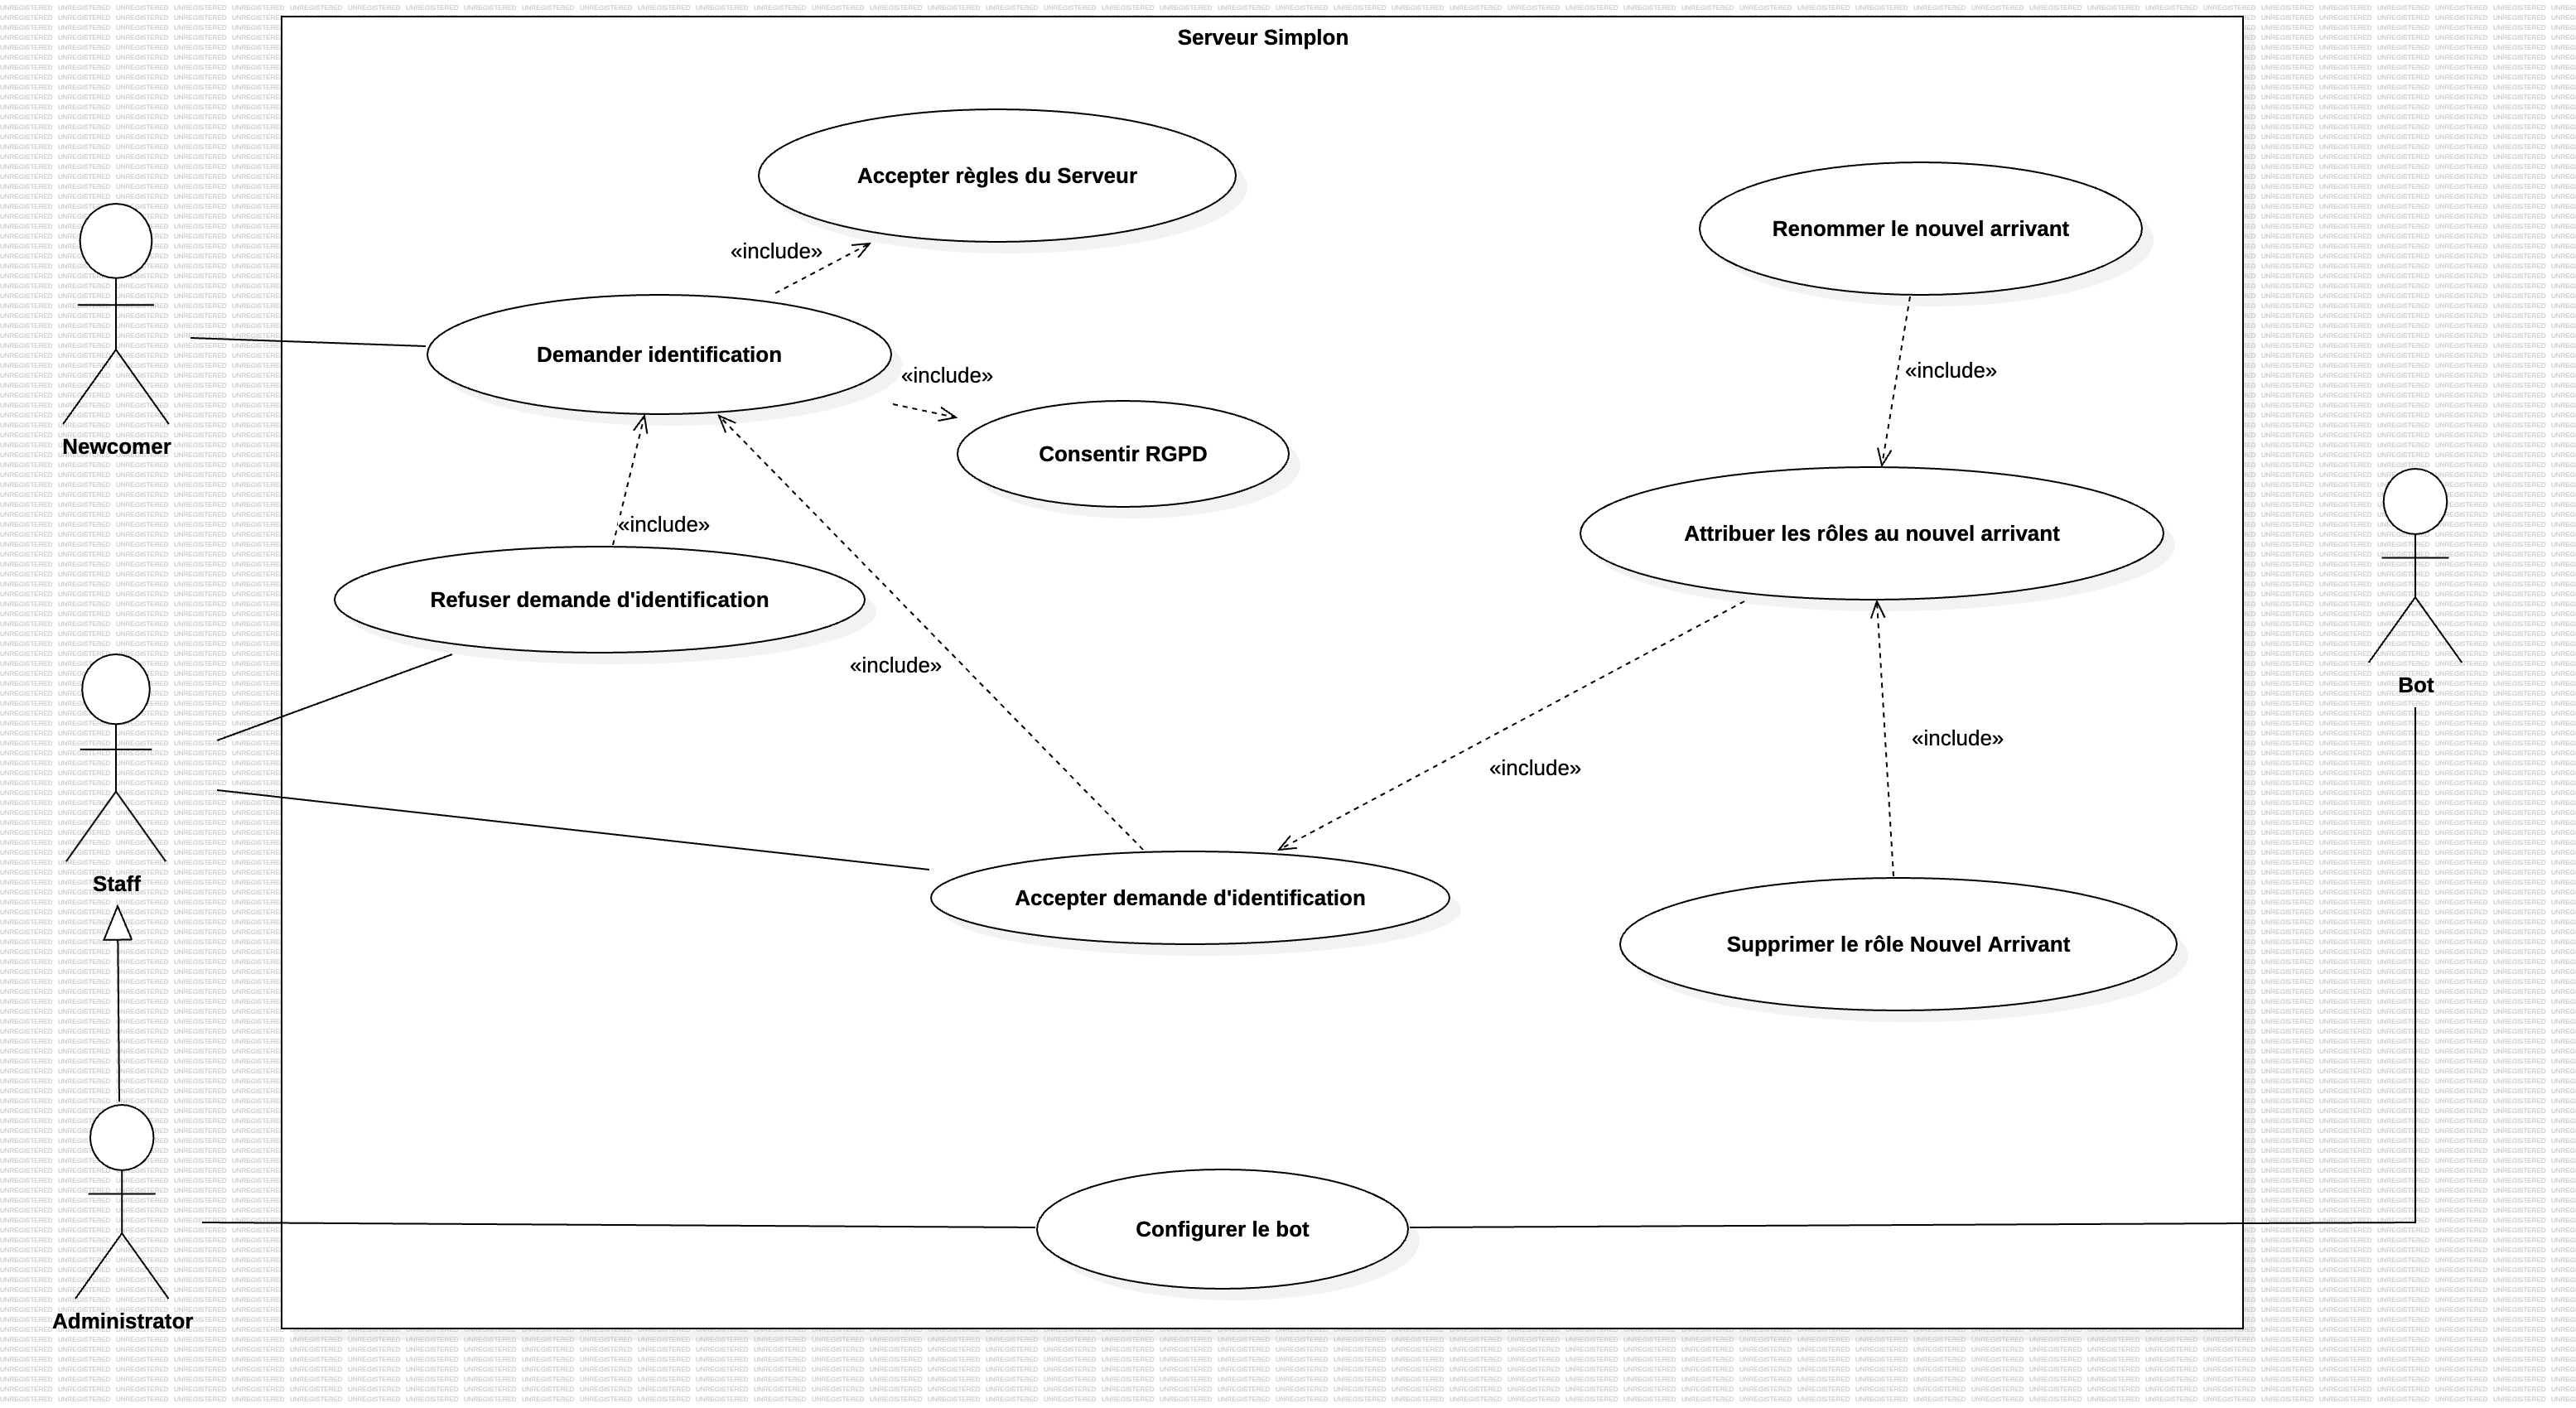 Serveur Simplon
Accepter règles du Serveur
Renommer le nouvel arrivant
«include»
Demander identification
«include»
«include»
Newcomer
Consentir RGPD
«include»
Attribuer les rôles au nouvel arrivant
Refuser demande d'identification
«include»
Bot
«include»
«include»
Staff
Accepter demande d'identification
Supprimer le rôle Nouvel Arrivant
Configurer le bot
Administrator
UNREGISTERED